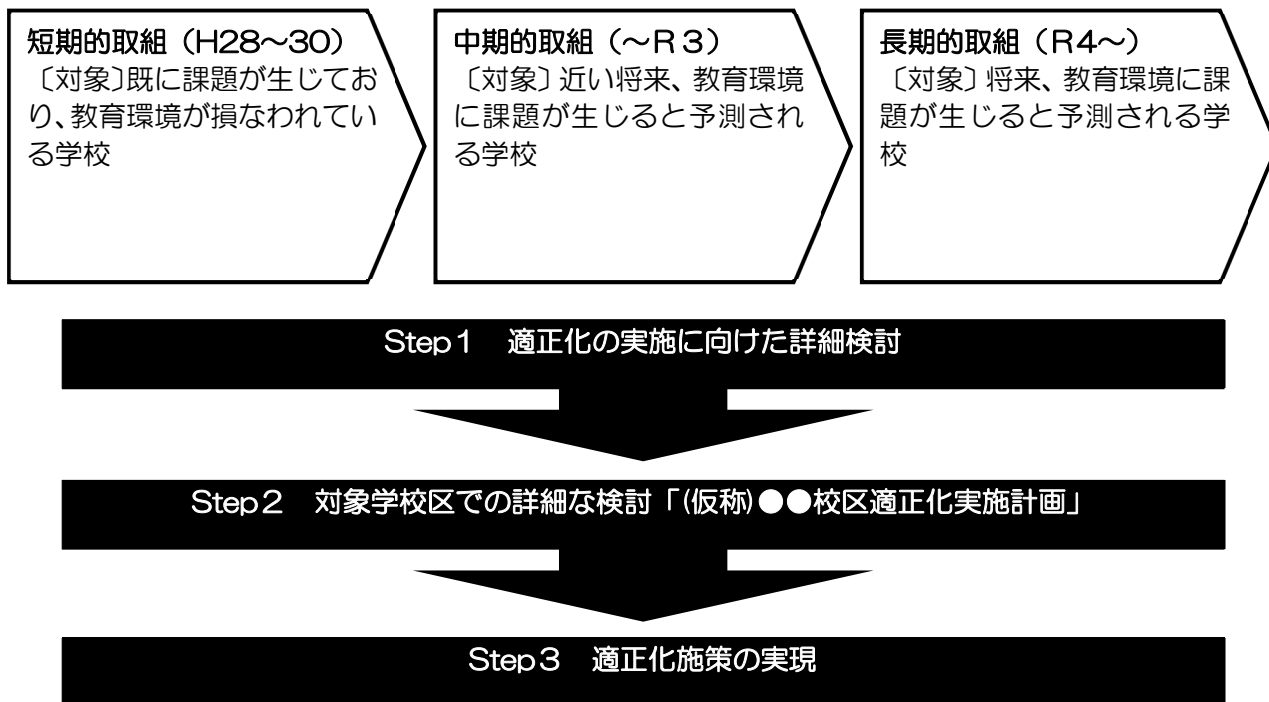 短期的取組（H28～30）
〔対象〕既に課題が生じてお
り、教育環境が損なわれてい
る学校
中期的取組（～R３）
〔対象〕近い将来、教育環境
に課題が生じると予測され
る学校
長期的取組（R4～）
〔対象〕将来、教育環境に課
題が生じると予測される学
校
Step１　適正化の実施に向けた詳細検討
Step２　対象学校区での詳細な検討「(仮称)●●校区適正化実施計画」
Step３　適正化施策の実現